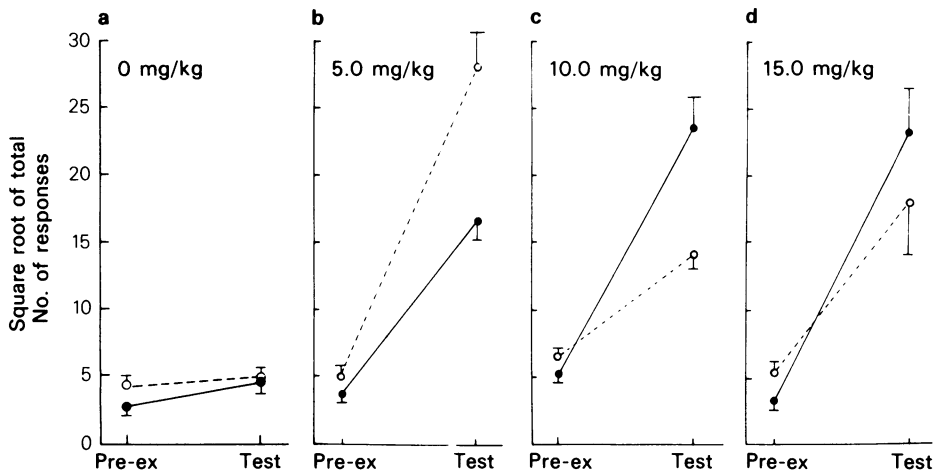 a
b
c
d
0 mg/kg
5.0 mg/kg
10.0 mg/kg
15.0 mg/kg
Square root of total
No. of responses
30
25
20
15
10
5
0
Pre-ex Test
Pre-ex Test
Pre-ex Test
Pre-ex Test